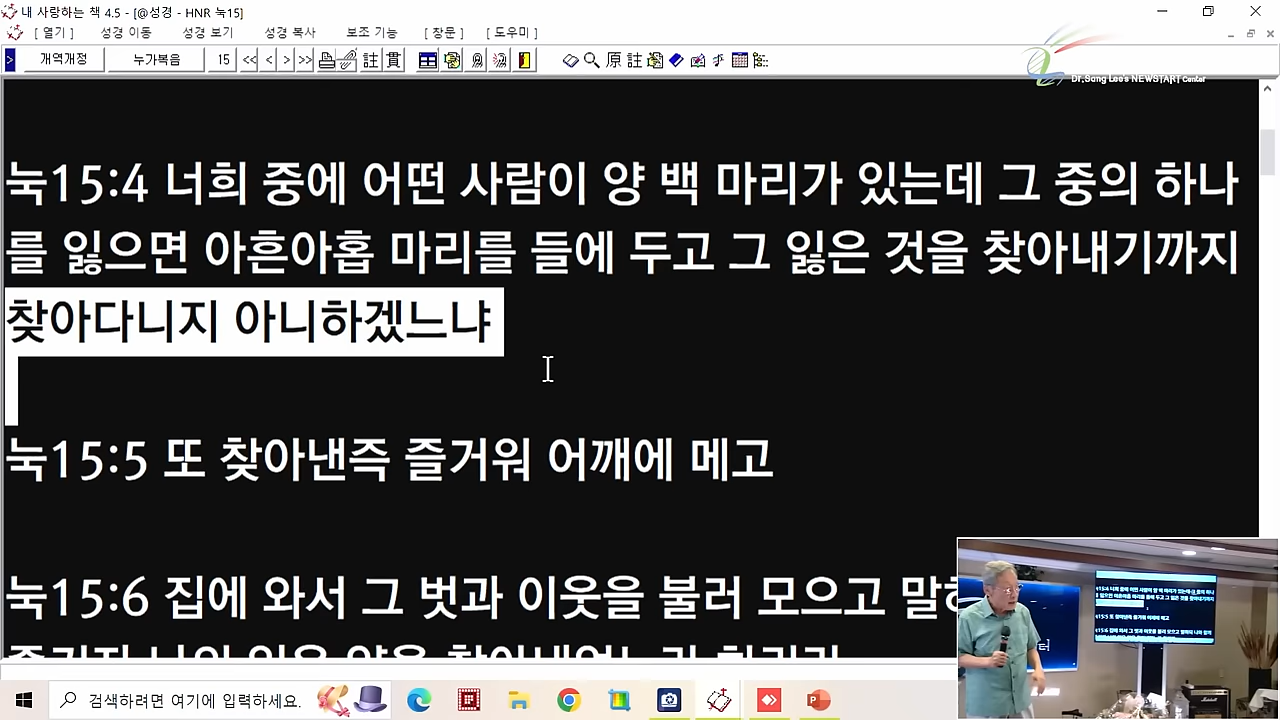 내 사랑하는 책 4.5 - [@성경 - HNR 눅15]
[ 열기 ] 성경 이동 성경 보기 성경 복사 보조 기능 [ 창문 ] [ 도우미 ]
> 개역개정 누가복음 15 << < > >> 註 貫 原 註
Dr.Sang Lee's NEWSTART Center
눅15:4 너희 중에 어떤 사람이 양 백 마리가 있는데 그 중의 하나
를 잃으면 아흔아홉 마리를 들에 두고 그 잃은 것을 찾아내기까지
찾아다니지 아니하겠느냐
눅15:5 또 찾아낸즉 즐거워 어깨에 메고
눅15:6 집에 와서 그 벗과 이웃을 불러 모으고
검색하려면 여기에 입력하세요.